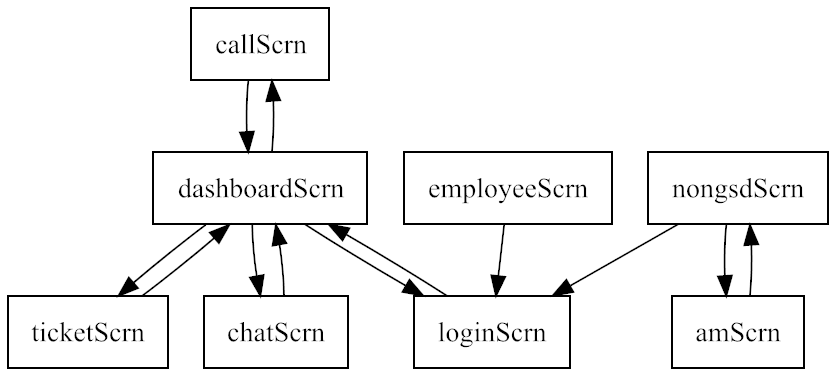 callScrn
dashboardScrn
employeeScrn
nongsdScrn
ticketScrn
chatScrn
loginScrn
amScrn